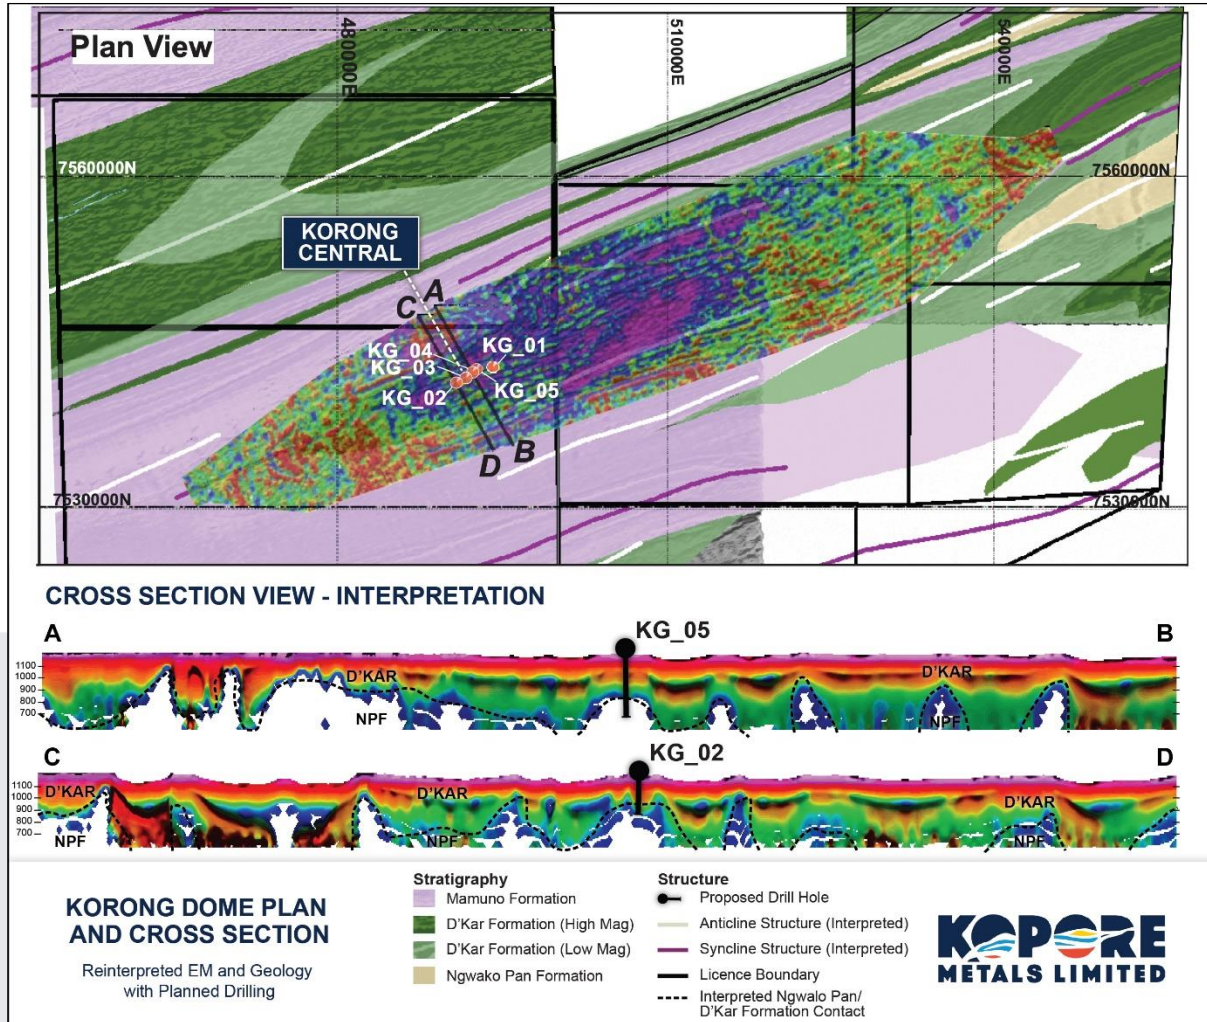 Plan View
480000E
510000E
540000E
7560000N
7560000N
KORONG
CENTRAL
A
C
KG_04
KG_01
KG_03
KG_05
KG_02
B
D
7530000N
7530000N
CROSS SECTION VIEW - INTERPRETATION
A
KG_05
B
1100
1000
900
800
700
D'KAR
D'KAR
NPF
NPF
C
KG_02
D
1100
1000
900
800
700
D'KAR
D'KAR
D'KAR
NPF
NPF
NPF
KORONG DOME PLAN
AND CROSS SECTION
Reinterpreted EM and Geology
with Planned Drilling
Stratigraphy
Mamuno Formation
D'Kar Formation (High Mag)
D'Kar Formation (Low Mag)
Ngwako Pan Formation
Structure
Proposed Drill Hole
Anticline Structure (Interpreted)
Syncline Structure (Interpreted)
Licence Boundary
Interpreted Ngwalo Pan/
D'Kar Formation Contact
KOPORE
METALS LIMITED